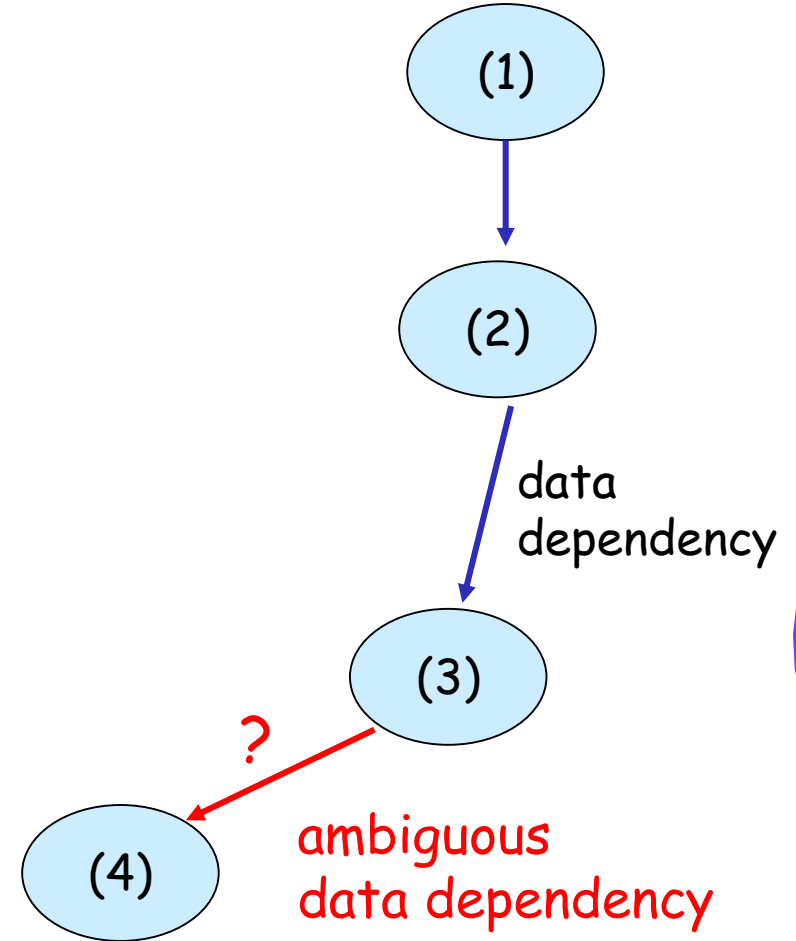 (1)
(2)
data
dependency
(3)
?
ambiguous
data dependency
(4)